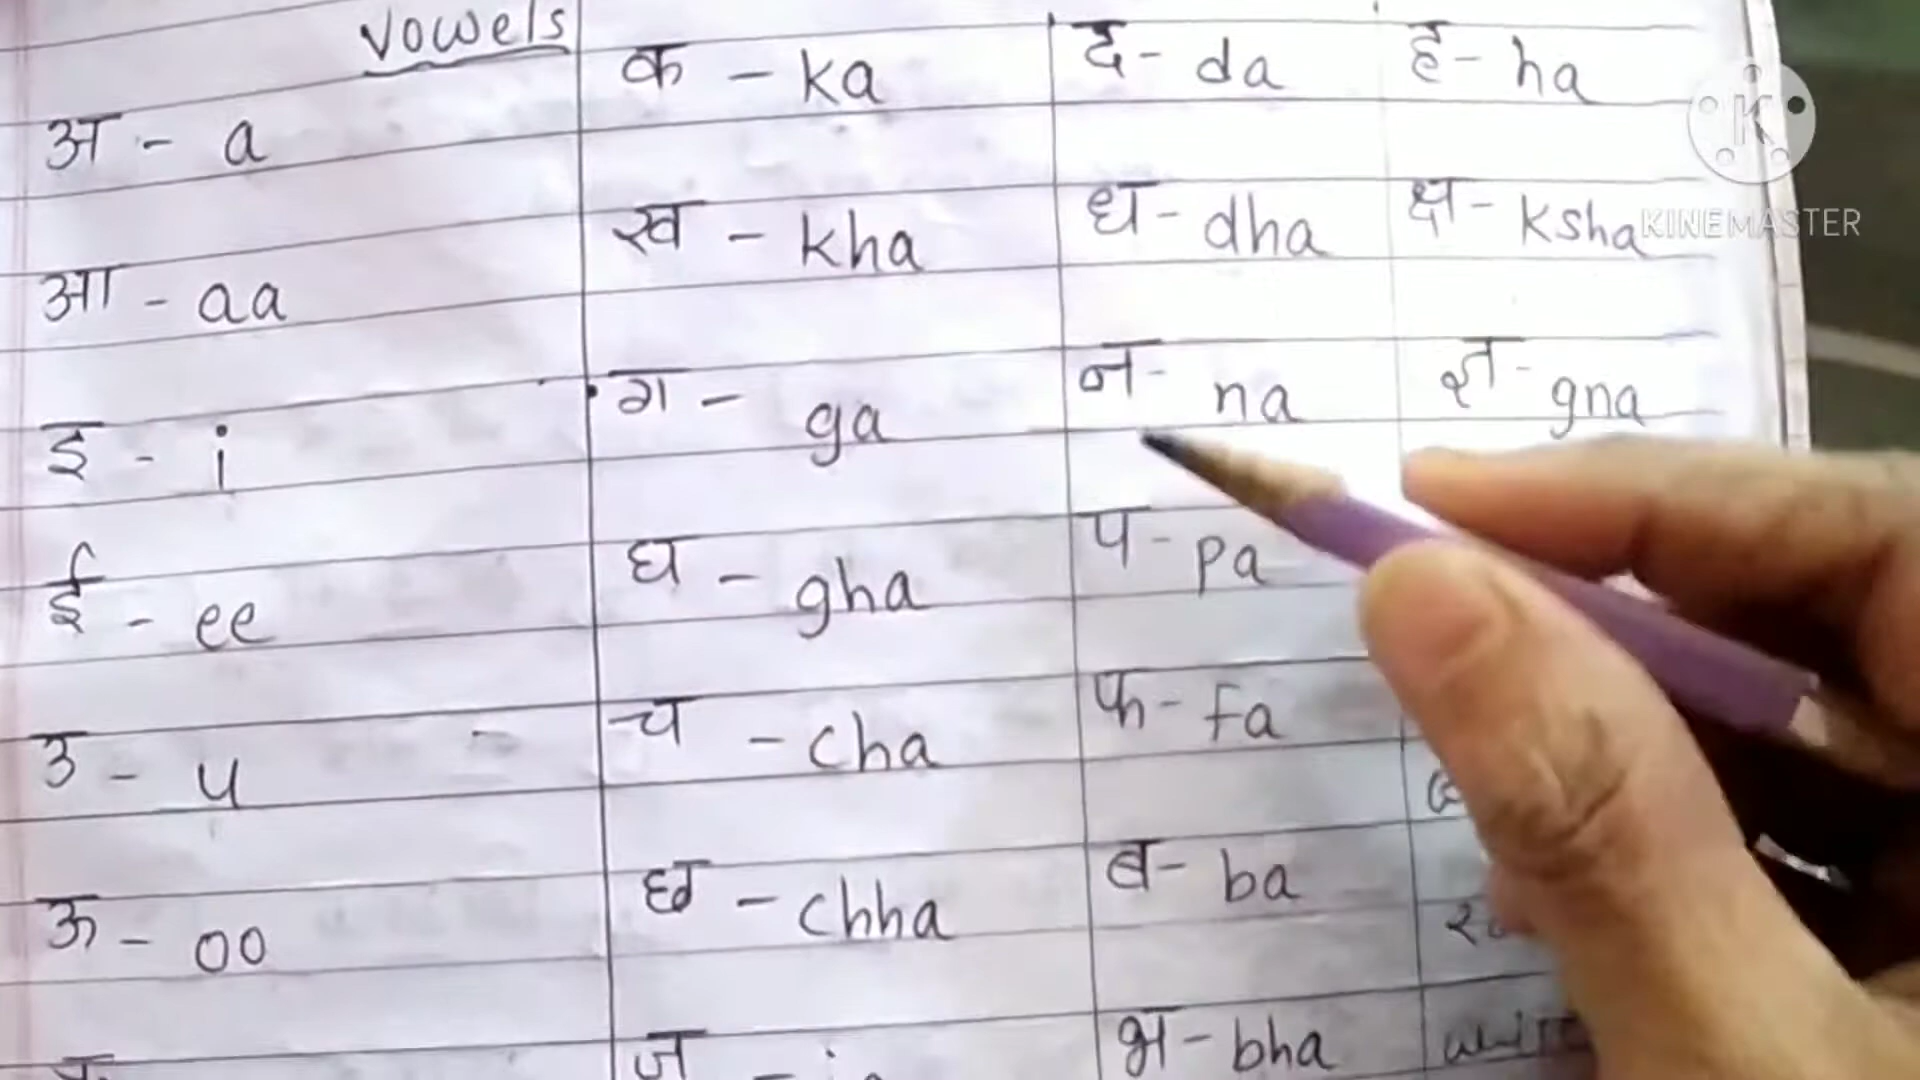 vowels
अ - a
आ - aa
इ - i
ई - ee
उ - u
ऊ - oo
क - ka
ख - kha
ग - ga
घ - gha
च - cha
छ - chha
ज -
द - da
ध - dha
न - na
प - pa
फ - fa
ब - ba
भ - bha
ह - ha
क्ष - ksha
ज्ञ - gna
KINEMASTER